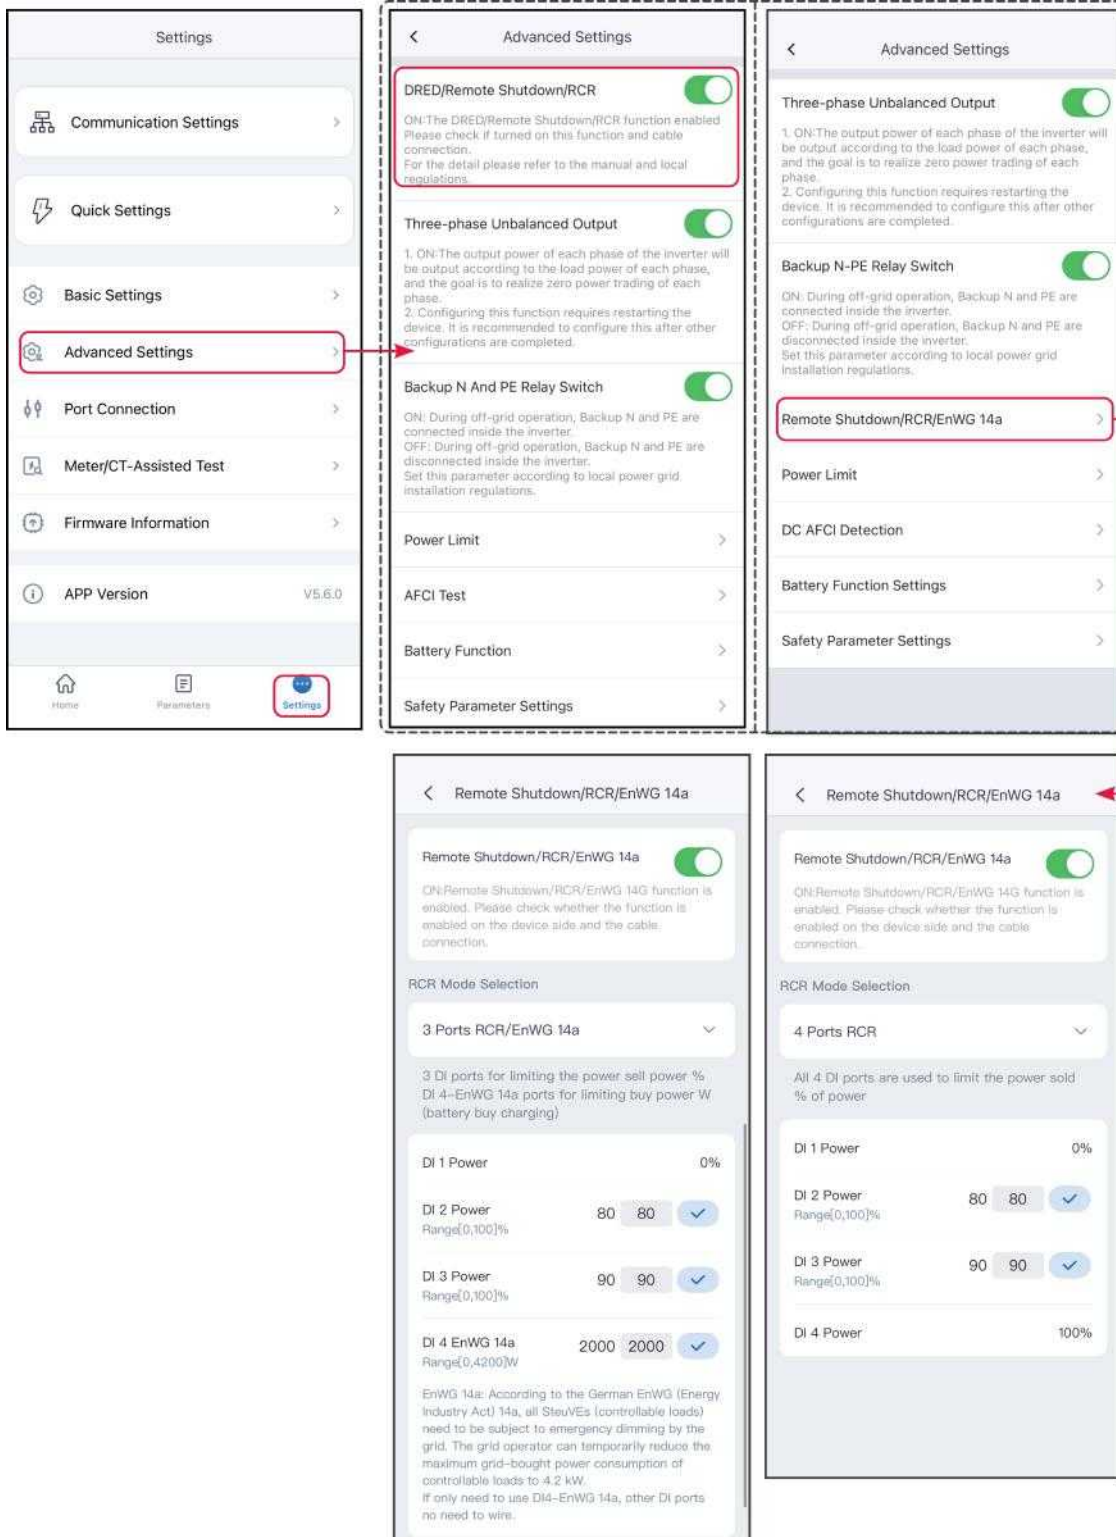 Settings
Communication Settings
Quick Settings
Basic Settings
Advanced Settings
Port Connection
Meter/CT-Assisted Test
Firmware Information
APP Version V5.6.0
Home Parameters Settings
Advanced Settings
DRED/Remote Shutdown/RCR
ON:The DRED/Remote Shutdown/RCR function enabled
Please check if turned on this function and cable
connection.
For the detail please refer to the manual and local
regulations.
Three-phase Unbalanced Output
1. ON:The output power of each phase of the inverter will
be output according to the load power of each phase,
and the goal is to realize zero power trading of each
phase.
2. Configuring this function requires restarting the
device. It is recommended to configure this after other
configurations are completed.
Backup N And PE Relay Switch
ON: During off-grid operation, Backup N and PE are
connected inside the inverter.
OFF: During off-grid operation, Backup N and PE are
disconnected inside the inverter.
Set this parameter according to local power grid
installation regulations.
Power Limit
AFCI Test
Battery Function
Safety Parameter Settings
Advanced Settings
Three-phase Unbalanced Output
1. ON:The output power of each phase of the inverter will
be output according to the load power of each phase,
and the goal is to realize zero power trading of each
phase.
2. Configuring this function requires restarting the
device. It is recommended to configure this after other
configurations are completed.
Backup N-PE Relay Switch
ON: During off-grid operation, Backup N and PE are
connected inside the inverter.
OFF: During off-grid operation, Backup N and PE are
disconnected inside the inverter.
Set this parameter according to local power grid
installation regulations.
Remote Shutdown/RCR/EnWG 14a
Power Limit
DC AFCI Detection
Battery Function Settings
Safety Parameter Settings
Remote Shutdown/RCR/EnWG 14a
Remote Shutdown/RCR/EnWG 14a
ON:Remote Shutdown/RCR/EnWG 14G function is
enabled. Please check whether the function is
enabled on the device side and the cable
connection.
RCR Mode Selection
3 Ports RCR/EnWG 14a
3 DI ports for limiting the power sell power %
DI 4-EnWG 14a ports for limiting buy power W
(battery buy charging)
DI 1 Power 0%
DI 2 Power 80 80
Range[0,100]%
DI 3 Power 90 90
Range[0,100]%
DI 4 EnWG 14a 2000 2000
Range[0,4200]W
EnWG 14a: According to the German EnWG (Energy
Industry Act) 14a, all SteuVEs (controllable loads)
need to be subject to emergency dimming by the
grid. The grid operator can temporarily reduce the
maximum grid-bought power consumption of
controllable loads to 4.2 kW.
If only need to use DI4-EnWG 14a, other DI ports
no need to wire.
Remote Shutdown/RCR/EnWG 14a
Remote Shutdown/RCR/EnWG 14a
ON:Remote Shutdown/RCR/EnWG 14G function is
enabled. Please check whether the function is
enabled on the device side and the cable
connection.
RCR Mode Selection
4 Ports RCR
All 4 DI ports are used to limit the power sold
% of power
DI 1 Power 0%
DI 2 Power 80 80
Range[0,100]%
DI 3 Power 90 90
Range[0,100]%
DI 4 Power 100%